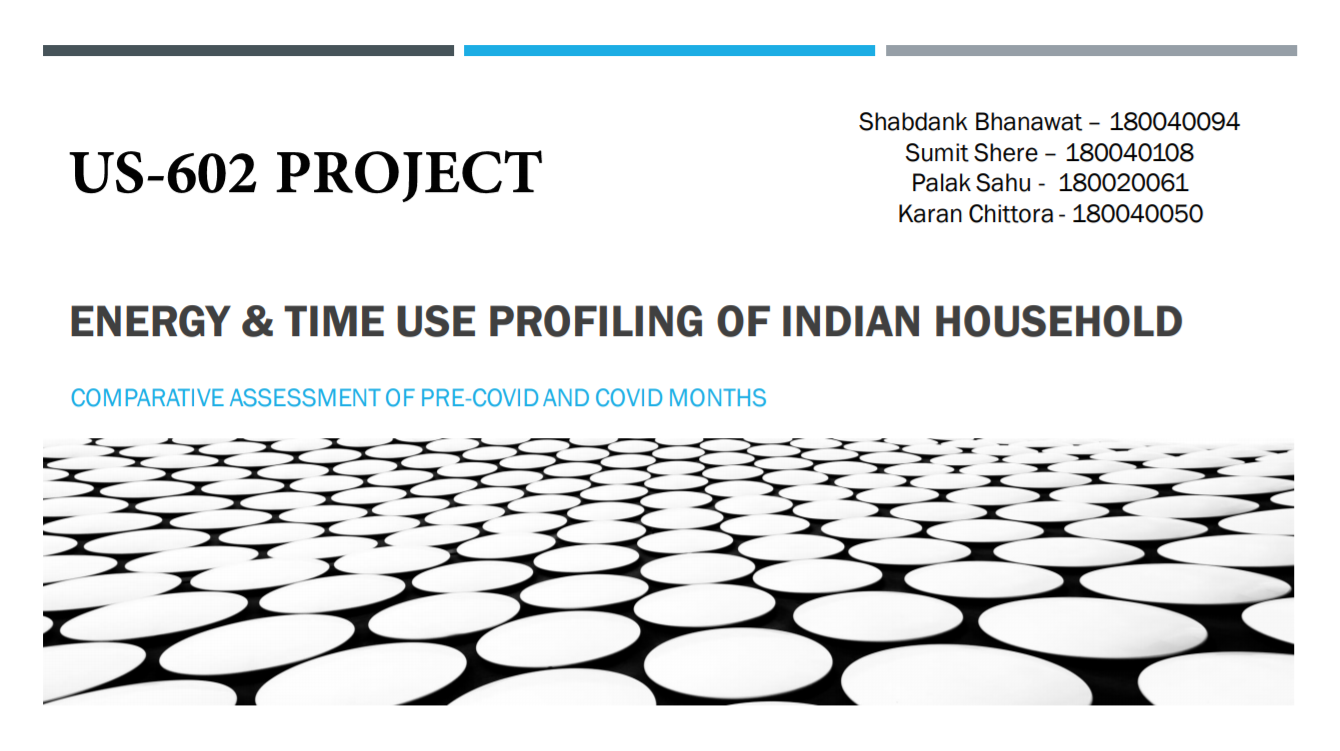 Shabdank Bhanawat – 180040094
Sumit Shere – 180040108
Palak Sahu - 180020061
Karan Chittora - 180040050
US-602 PROJECT
ENERGY & TIME USE PROFILING OF INDIAN HOUSEHOLD
COMPARATIVE ASSESSMENT OF PRE-COVID AND COVID MONTHS